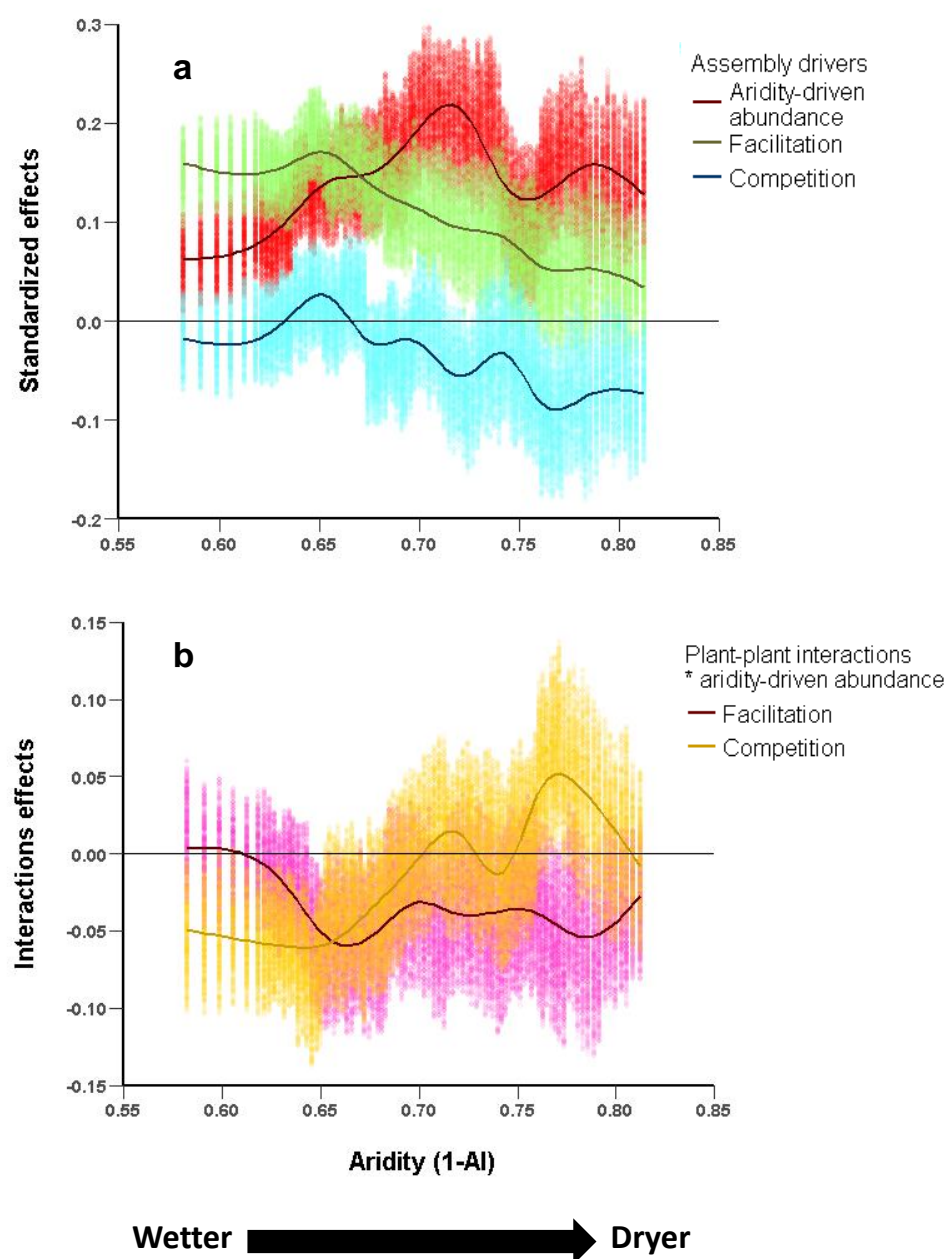 a
Standardized effects
0.3
0.2
0.1
0.0
-0.1
-0.2
0.55 0.60 0.65 0.70 0.75 0.80 0.85
Assembly drivers
Aridity-driven
abundance
Facilitation
Competition
b
Interactions effects
0.15
0.10
0.05
0.00
-0.05
-0.10
-0.15
0.55 0.60 0.65 0.70 0.75 0.80 0.85
Plant-plant interactions
* aridity-driven abundance
Facilitation
Competition
Aridity (1-AI)
Wetter Dryer